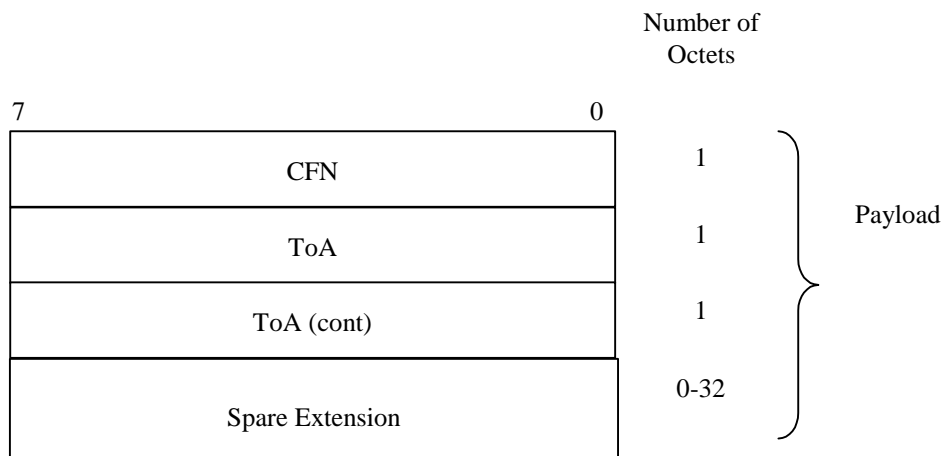 Number of
Octets
7 0
CFN 1
ToA 1
Payload
ToA (cont) 1
Spare Extension 0-32